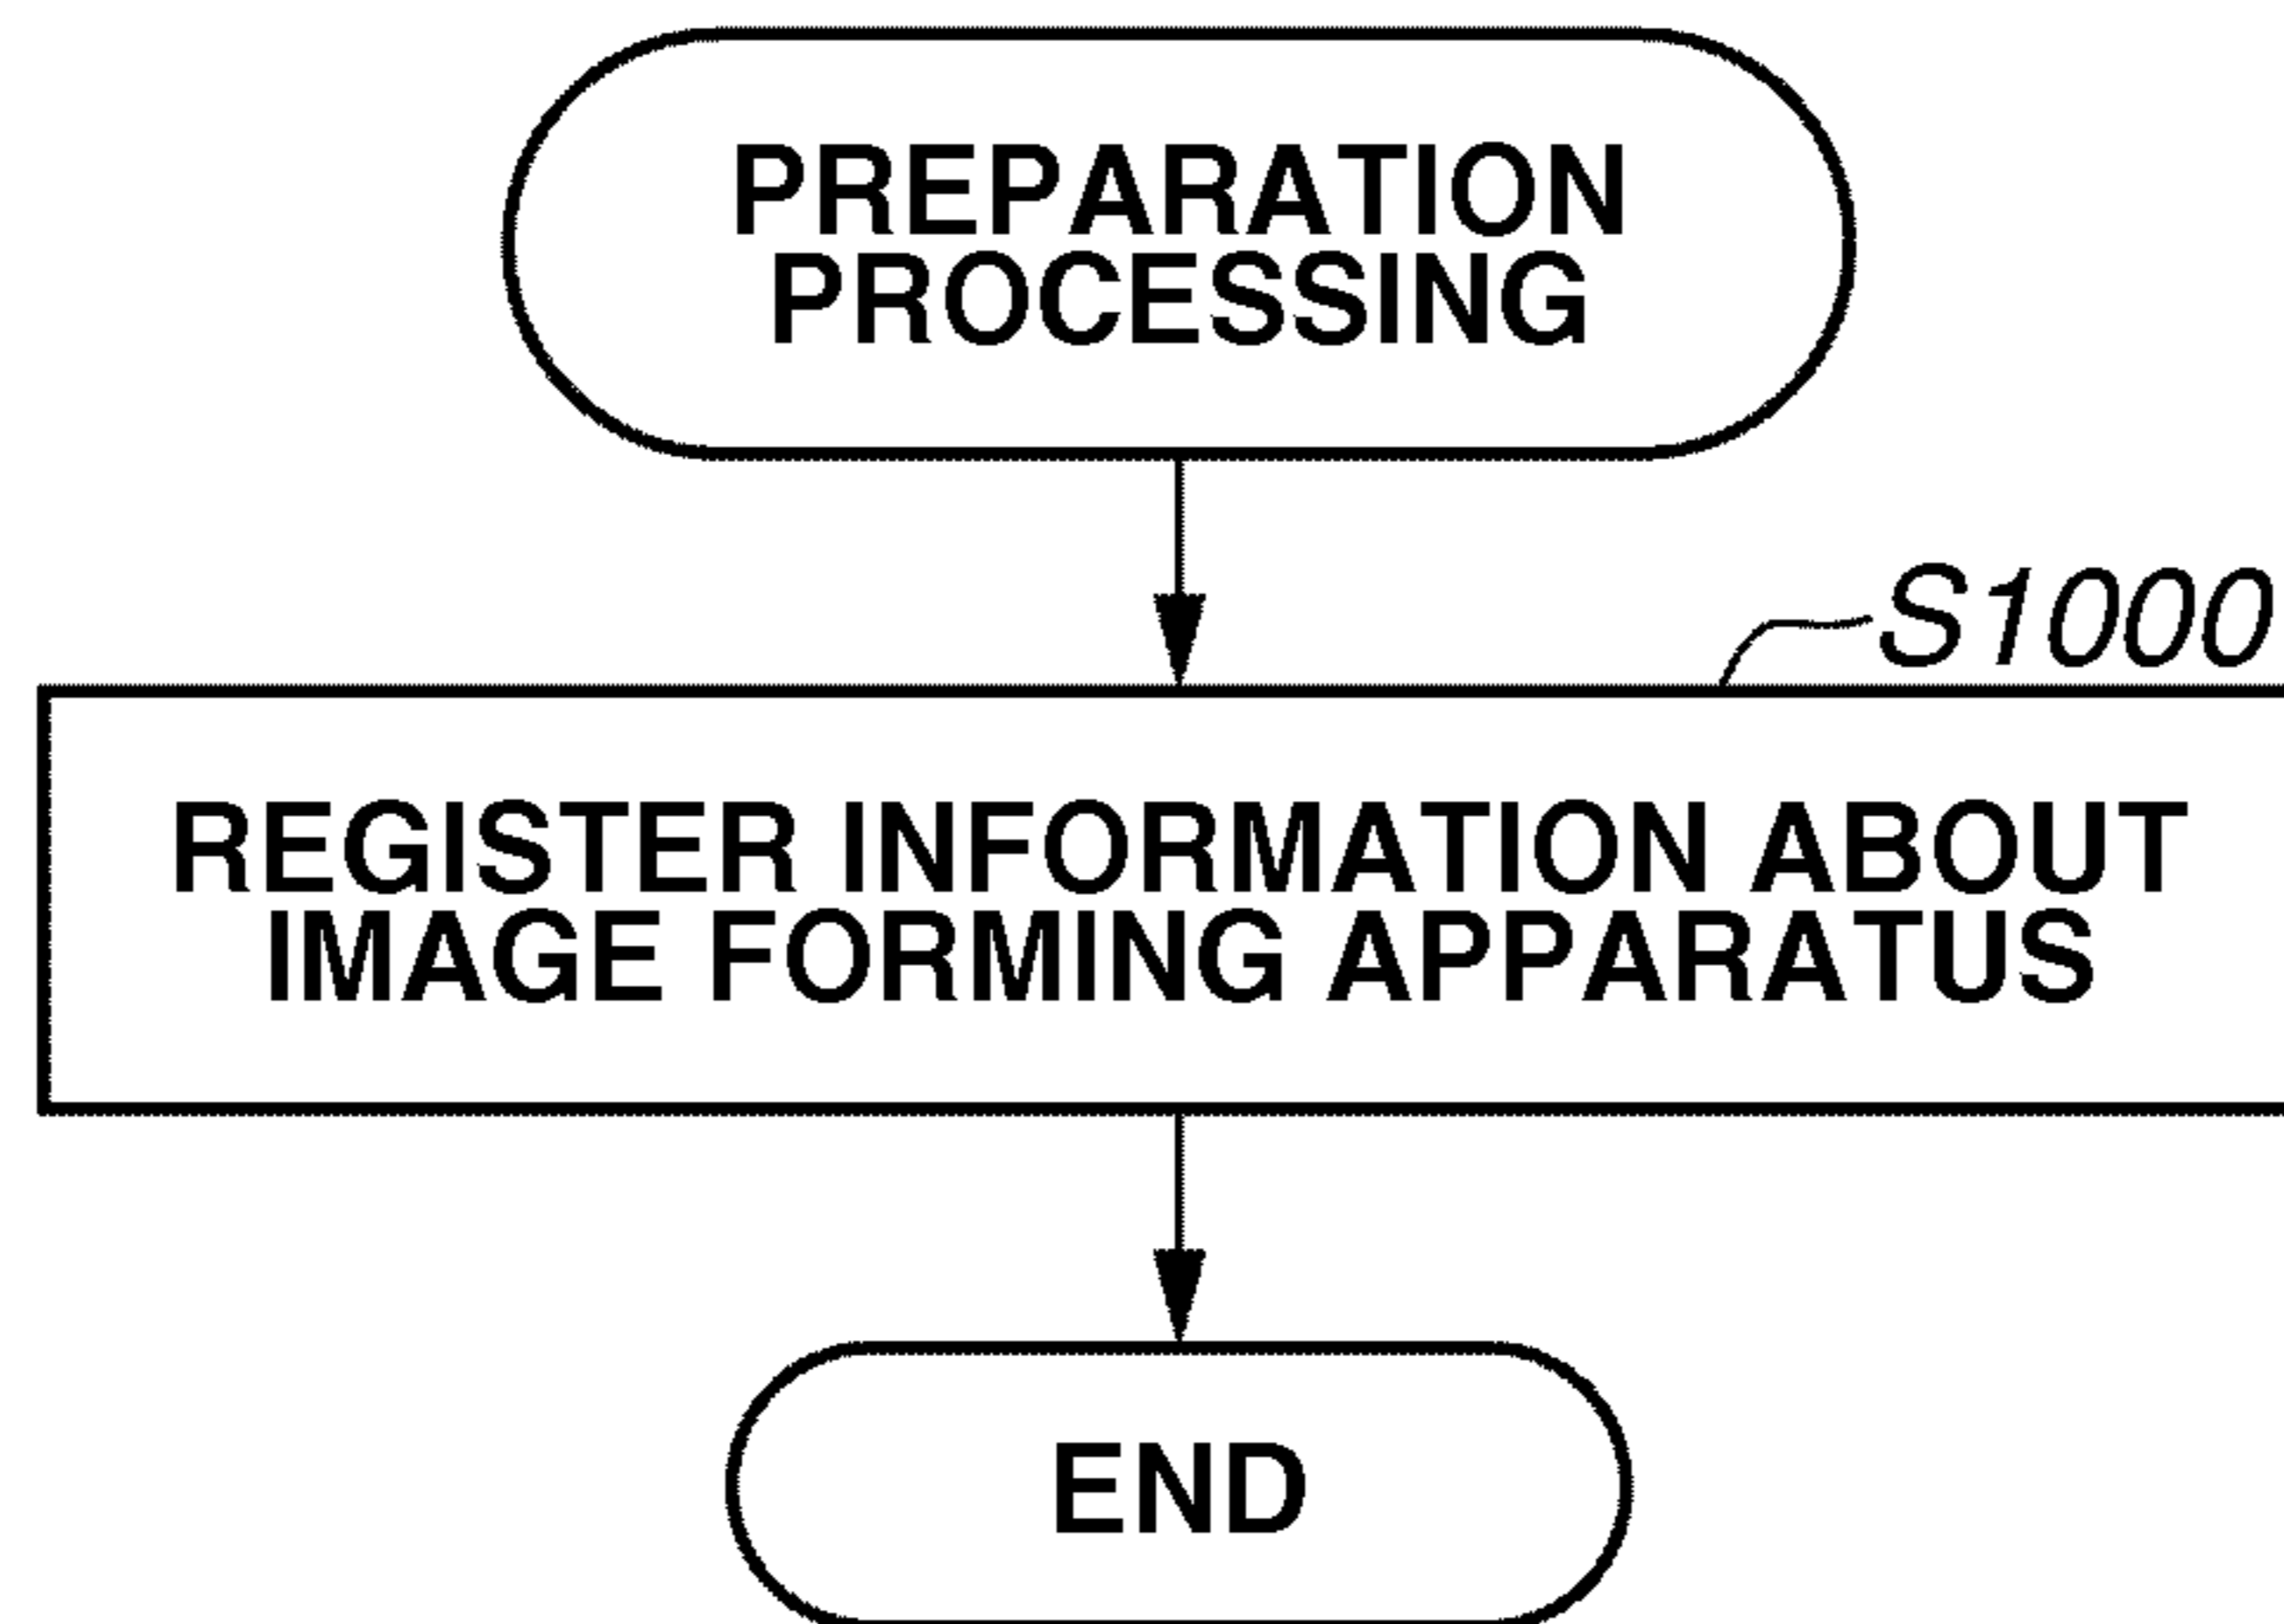 PREPARATION
PROCESSING
S1000
REGISTER INFORMATION ABOUT
IMAGE FORMING APPARATUS
END